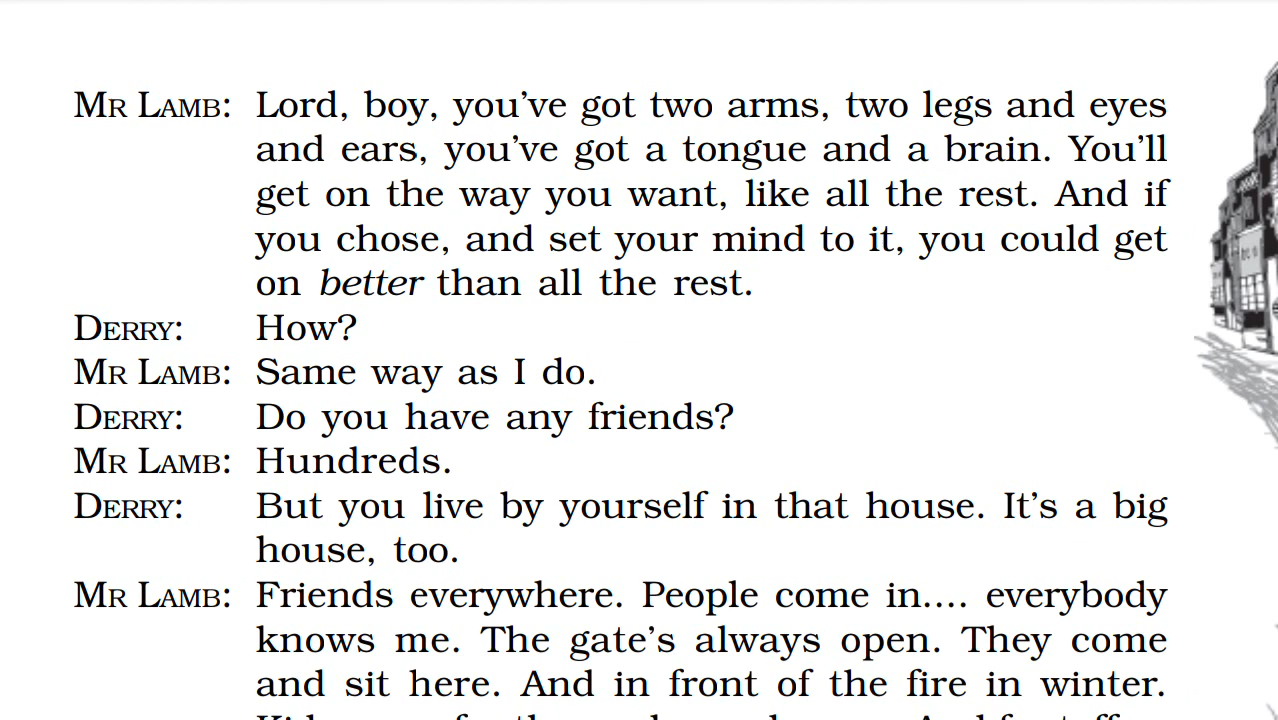 MR LAMB: Lord, boy, you've got two arms, two legs and eyes
and ears, you've got a tongue and a brain. You'll
get on the way you want, like all the rest. And if
you chose, and set your mind to it, you could get
on better than all the rest.
DERRY: How?
MR LAMB: Same way as I do.
DERRY: Do you have any friends?
MR LAMB: Hundreds.
DERRY: But you live by yourself in that house. It's a big
house, too.
MR LAMB: Friends everywhere. People come in.... everybody
knows me. The gate's always open. They come
and sit here. And in front of the fire in winter.